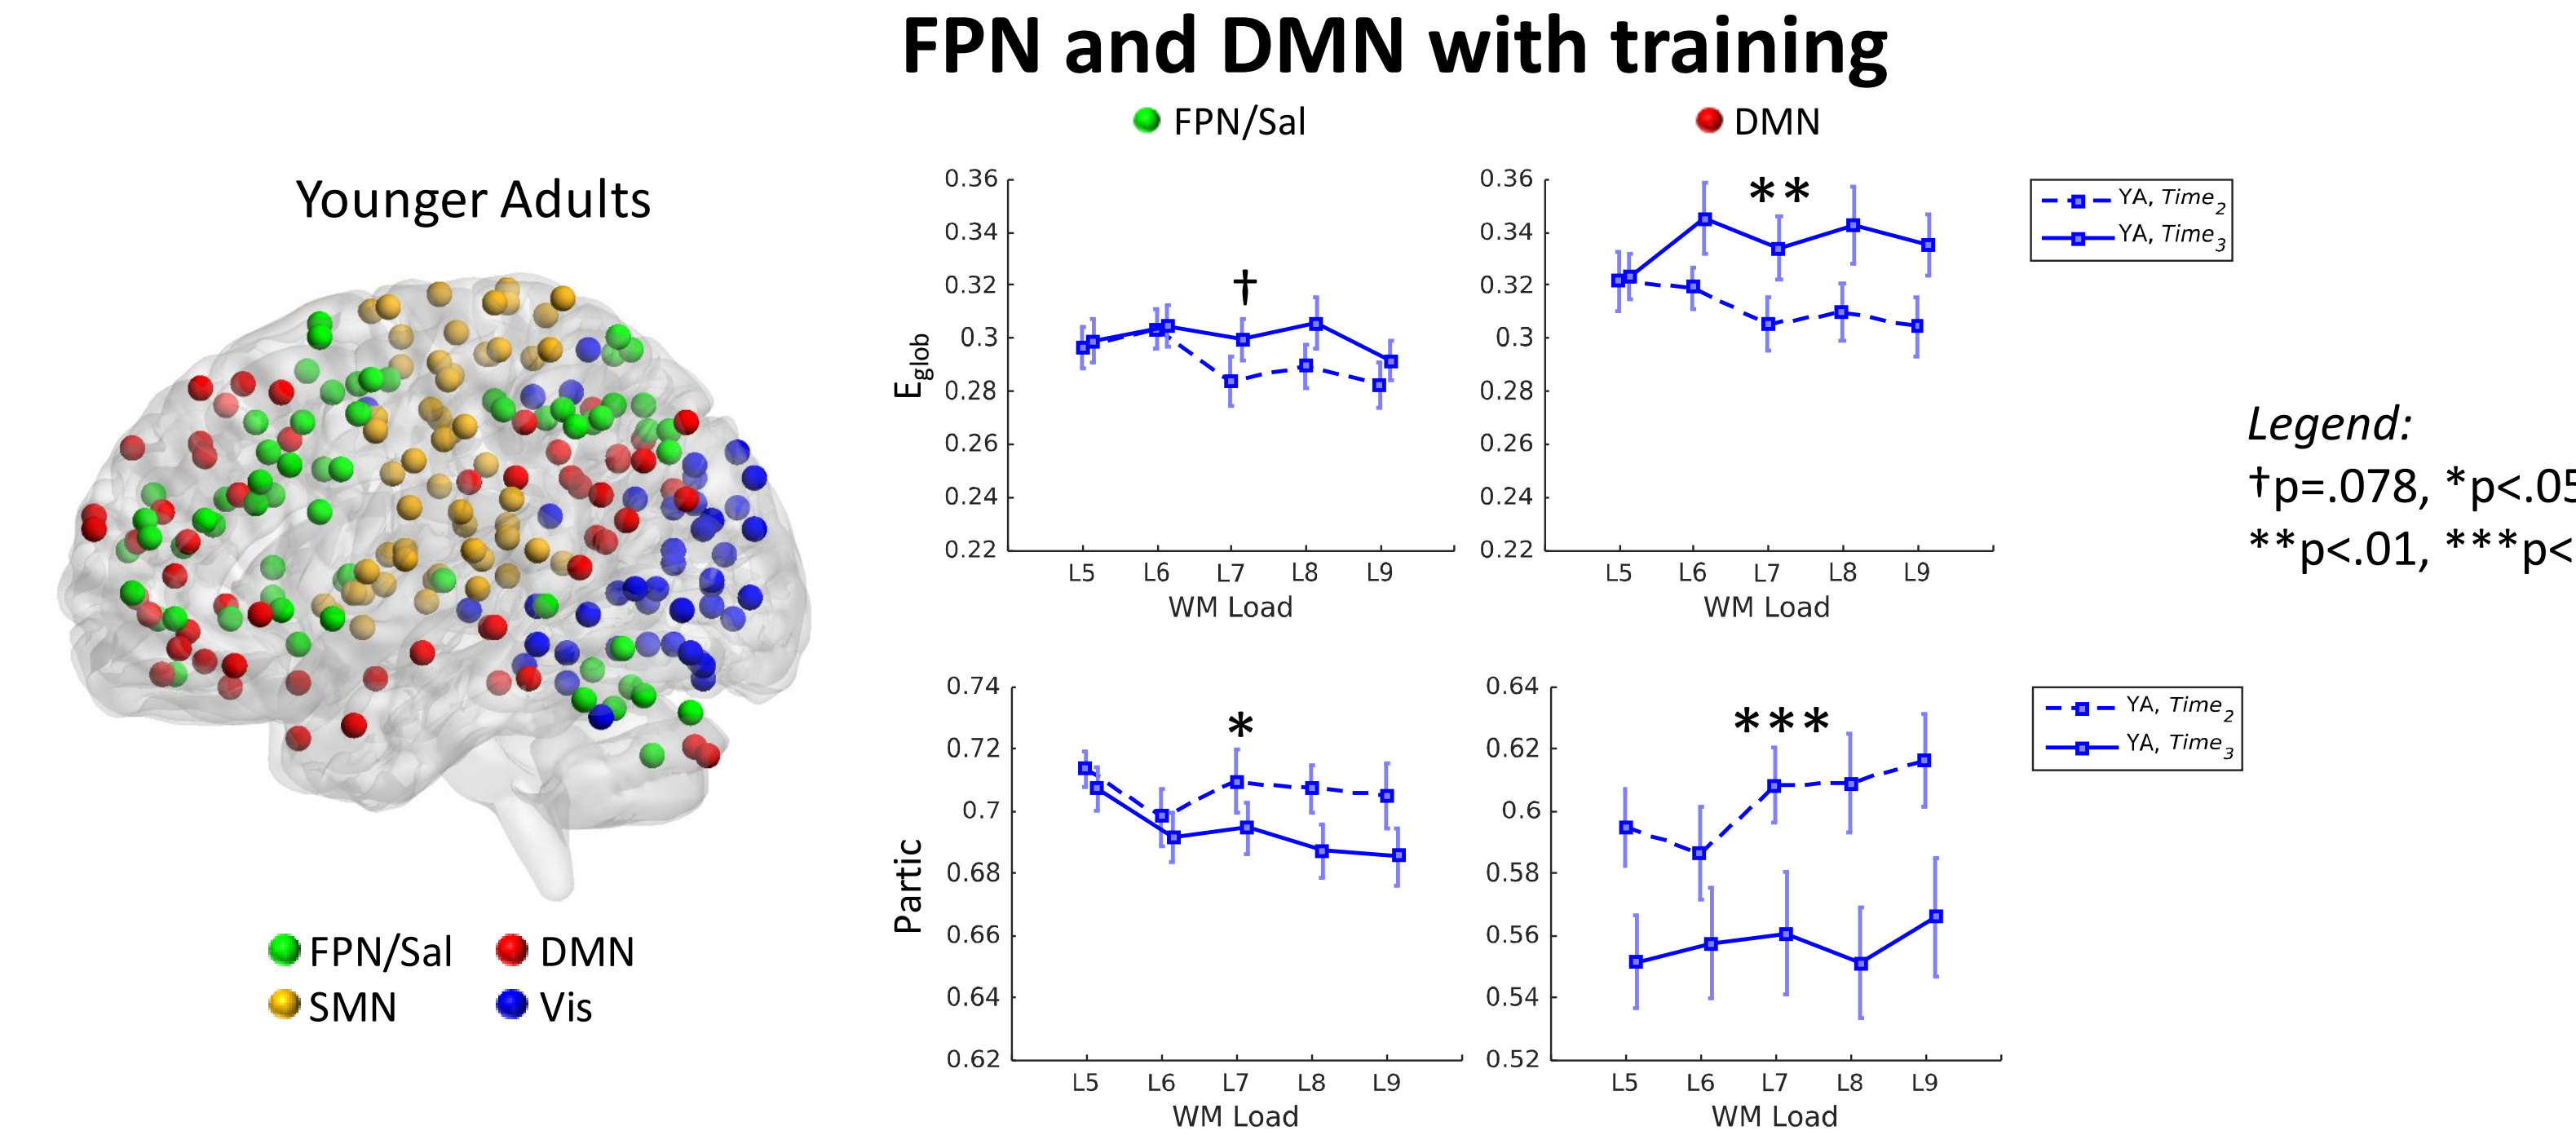 FPN and DMN with training
Younger Adults
FPN/Sal DMN
SMN Vis
FPN/Sal
0.36
0.34
0.32
0.3
0.28
0.26
0.24
0.22
E_glob
†
L5 L6 L7 L8 L9
WM Load
DMN
0.36
0.34
0.32
0.3
0.28
0.26
0.24
0.22
**
L5 L6 L7 L8 L9
WM Load
YA, Time_2
YA, Time_3
0.74
0.72
0.7
0.68
0.66
0.64
0.62
Partic
*
L5 L6 L7 L8 L9
WM Load
0.64
0.62
0.6
0.58
0.56
0.54
0.52
***
L5 L6 L7 L8 L9
WM Load
YA, Time_2
YA, Time_3
Legend:
†p=.078, *p<.05
**p<.01, ***p<